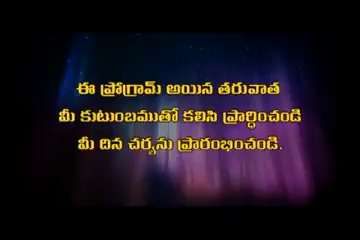 ఈ ప్రోగ్రామ్ అయిన తరువాత
మీ కుటుంబముతో కలిసి ప్రార్ధించండి
మీ దిన చర్యను ప్రారంభించండి.